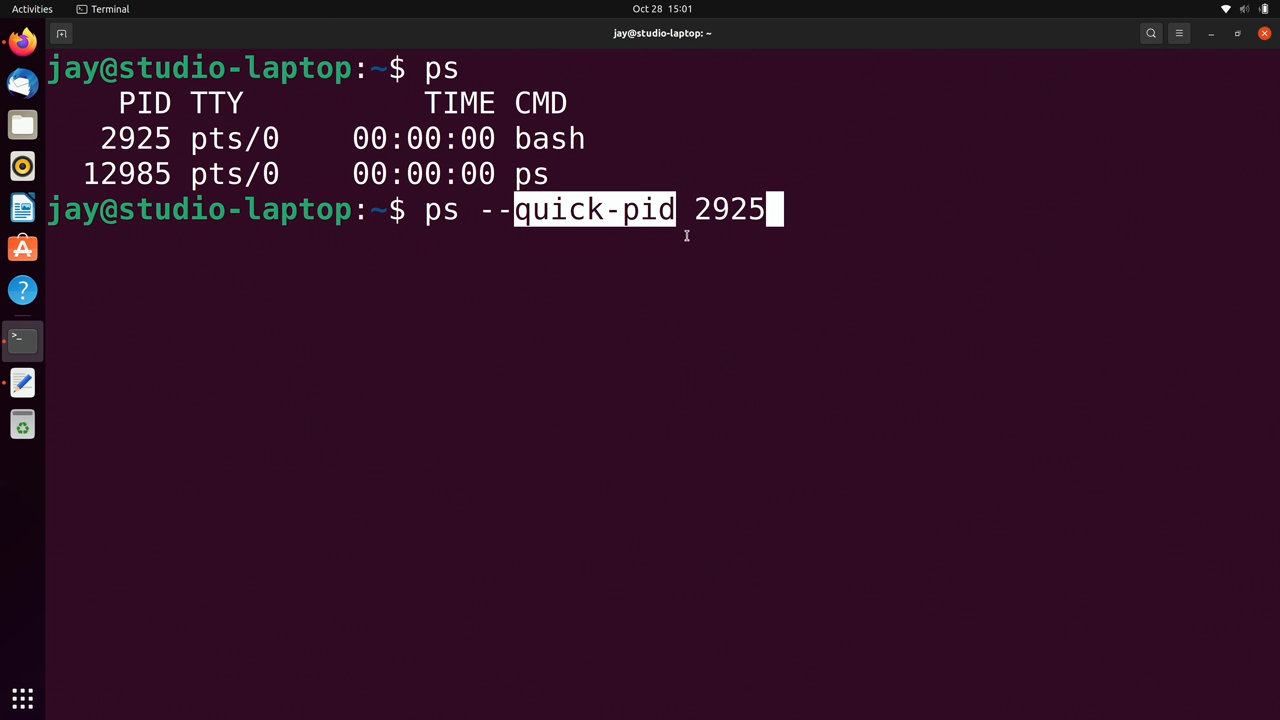 Activities Terminal Oct 28 15:01
jay@studio-laptop: ~
jay@studio-laptop:~$ ps
    PID TTY          TIME CMD
   2925 pts/0    00:00:00 bash
  12985 pts/0    00:00:00 ps
jay@studio-laptop:~$ ps --quick-pid 2925